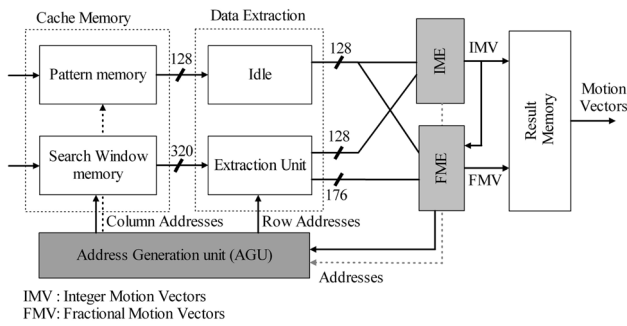 Cache Memory
Data Extraction
Pattern memory
128
Idle
128
IME
IMV
Search Window
memory
320
Extraction Unit
128
176
FME
FMV
Result
Memory
Motion
Vectors
Column Addresses
Row Addresses
Address Generation unit (AGU)
Addresses
IMV : Integer Motion Vectors
FMV: Fractional Motion Vectors